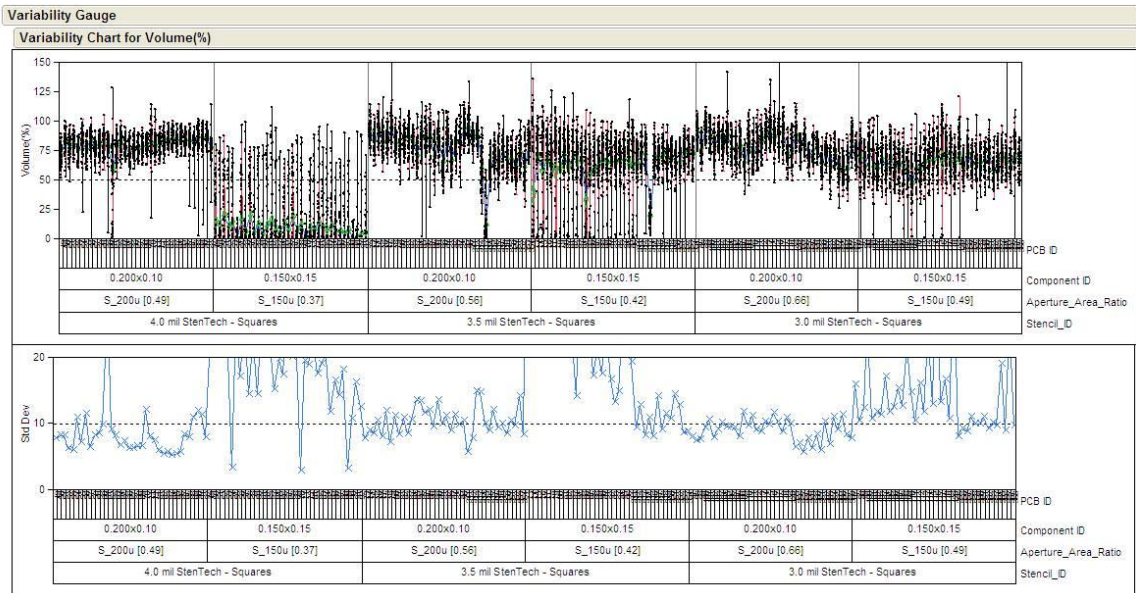 Variability Gauge
Variability Chart for Volume(%)
150
125
100
75
50
25
0
Volume(%)
PCB ID
0.200x0.10 0.150x0.15 0.200x0.10 0.150x0.15 0.200x0.10 0.150x0.15 Component ID
S_200u [0.49] S_150u [0.37] S_200u [0.56] S_150u [0.42] S_200u [0.66] S_150u [0.49] Aperture_Area_Ratio
4.0 mil StenTech - Squares 3.5 mil StenTech - Squares 3.0 mil StenTech - Squares Stencil_ID
20
10
0
Std Dev
PCB ID
0.200x0.10 0.150x0.15 0.200x0.10 0.150x0.15 0.200x0.10 0.150x0.15 Component ID
S_200u [0.49] S_150u [0.37] S_200u [0.56] S_150u [0.42] S_200u [0.66] S_150u [0.49] Aperture_Area_Ratio
4.0 mil StenTech - Squares 3.5 mil StenTech - Squares 3.0 mil StenTech - Squares Stencil_ID